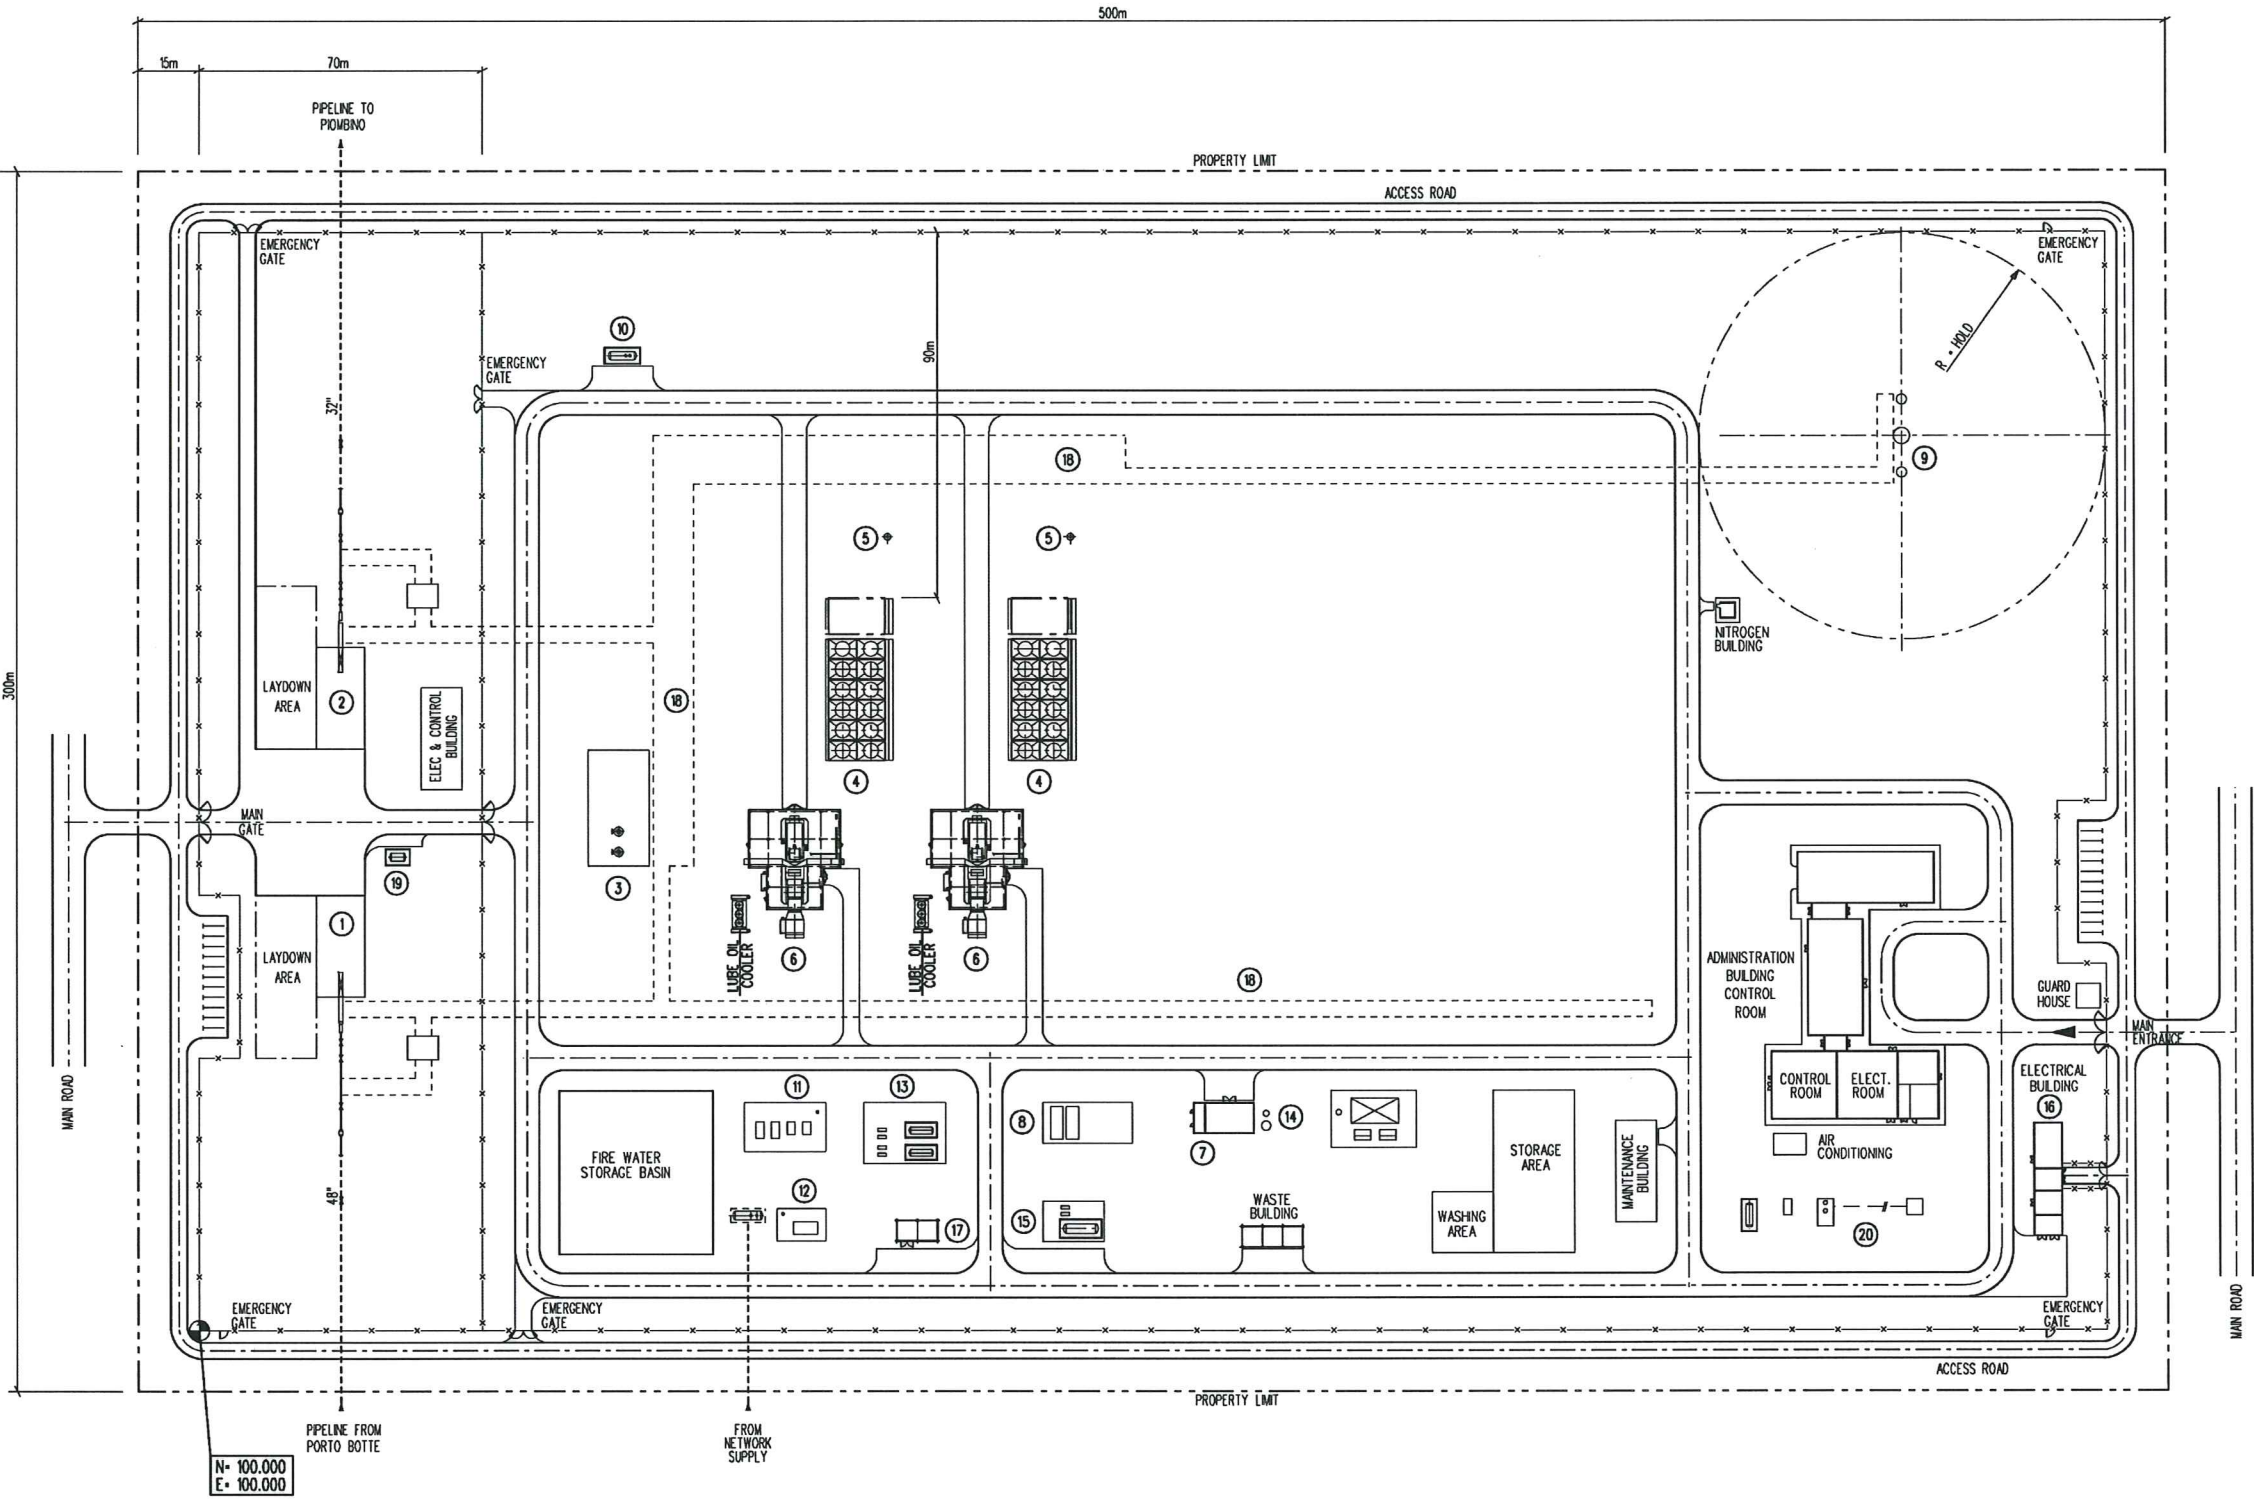 500m
15m
70m
PIPELINE TO
PIOMBINO
PROPERTY LIMIT
ACCESS ROAD
EMERGENCY
GATE
EMERGENCY
GATE
10
90m
R = HOLD
EMERGENCY
GATE
32"
18
9
5
5
300m
NITROGEN
BUILDING
LAYDOWN
AREA
2
ELEC & CONTROL
BUILDING
18
4
4
MAIN
GATE
19
3
1
LAYDOWN
AREA
LUBE OIL
COOLER
6
LUBE OIL
COOLER
6
18
ADMINISTRATION
BUILDING
CONTROL
ROOM
GUARD
HOUSE
MAIN
ENTRANCE
MAIN ROAD
11
13
8
14
7
CONTROL
ROOM
ELECT.
ROOM
ELECTRICAL
BUILDING
16
FIRE WATER
STORAGE BASIN
STORAGE
AREA
MAINTENANCE
BUILDING
AIR
CONDITIONING
48"
12
17
15
WASTE
BUILDING
WASHING
AREA
20
EMERGENCY
GATE
EMERGENCY
GATE
EMERGENCY
GATE
MAIN ROAD
ACCESS ROAD
PROPERTY LIMIT
PIPELINE FROM
PORTO BOTTE
FROM
NETWORK
SUPPLY
N= 100.000
E= 100.000